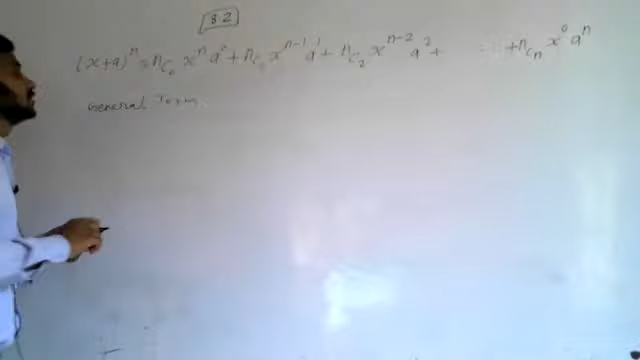 8.2
(x+a)^n = nC₀ x^n a^0 + nC₁ x^{n-1} a^1 + nC₂ x^{n-2} a^2 + ... + nCₙ x^0 a^n
General Term